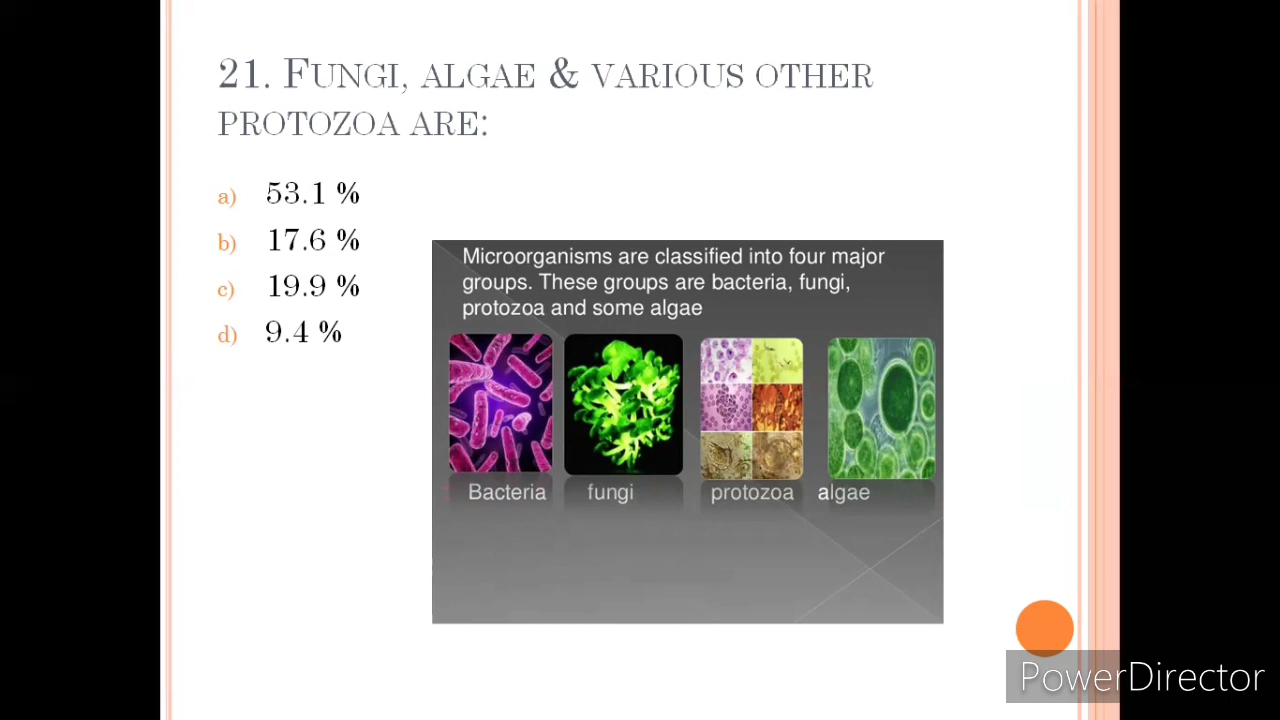 21. FUNGI, ALGAE & VARIOUS OTHER
PROTOZOA ARE:
a) 53.1 %
b) 17.6 %
c) 19.9 %
d) 9.4 %
Microorganisms are classified into four major
groups. These groups are bacteria, fungi,
protozoa and some algae
Bacteria fungi protozoa algae
PowerDirector